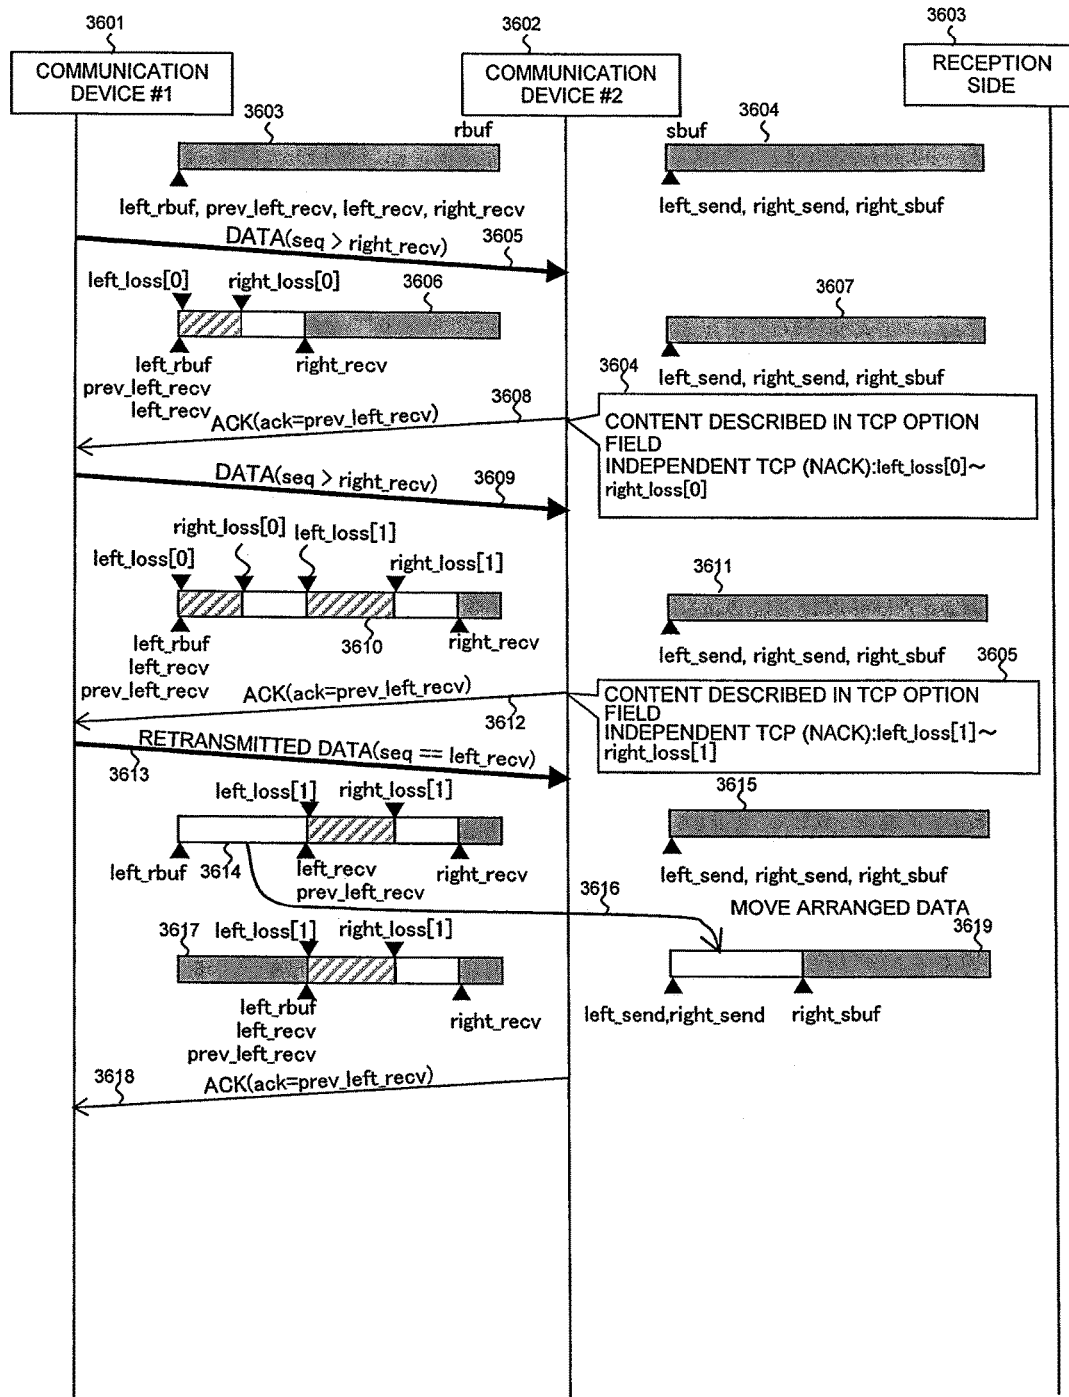 3601
3602
3603
COMMUNICATION
DEVICE #1
COMMUNICATION
DEVICE #2
RECEPTION
SIDE
3603
rbuf
sbuf
3604
left_rbuf, prev_left_recv, left_recv, right_recv
left_send, right_send, right_sbuf
DATA(seq > right_recv)
3605
left_loss[0]
right_loss[0]
3606
3607
left_rbuf
prev_left_recv
left_recv
right_recv
left_send, right_send, right_sbuf
3604
ACK(ack=prev_left_recv)
3608
CONTENT DESCRIBED IN TCP OPTION
FIELD
INDEPENDENT TCP (NACK):left_loss[0]~
right_loss[0]
DATA(seq > right_recv)
3609
right_loss[0]
left_loss[1]
left_loss[0]
right_loss[1]
3611
left_rbuf
left_recv
prev_left_recv
3610
right_recv
left_send, right_send, right_sbuf
3605
ACK(ack=prev_left_recv)
3612
CONTENT DESCRIBED IN TCP OPTION
FIELD
INDEPENDENT TCP (NACK):left_loss[1]~
right_loss[1]
3613
RETRANSMITTED DATA(seq == left_recv)
left_loss[1]
right_loss[1]
3615
left_rbuf
3614
left_recv
prev_left_recv
right_recv
left_send, right_send, right_sbuf
3616
MOVE ARRANGED DATA
3617
left_loss[1]
right_loss[1]
3619
left_rbuf
left_recv
prev_left_recv
right_recv
left_send,right_send
right_sbuf
3618
ACK(ack=prev_left_recv)